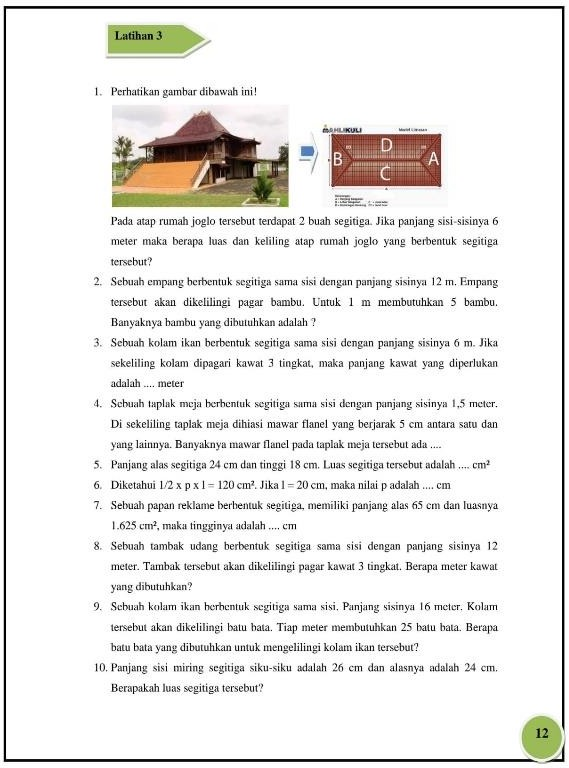 Latihan 3
1. Perhatikan gambar dibawah ini!
AHLIKULI
Model Limasan
B
D
A
C
Pada atap rumah joglo tersebut terdapat 2 buah segitiga. Jika panjang sisi-sisinya 6
meter maka berapa luas dan keliling atap rumah joglo yang berbentuk segitiga
tersebut?
2. Sebuah empang berbentuk segitiga sama sisi dengan panjang sisinya 12 m. Empang
tersebut akan dikelilingi pagar bambu. Untuk 1 m membutuhkan 5 bambu.
Banyaknya bambu yang dibutuhkan adalah ?
3. Sebuah kolam ikan berbentuk segitiga sama sisi dengan panjang sisinya 6 m. Jika
sekeliling kolam dipagari kawat 3 tingkat, maka panjang kawat yang diperlukan
adalah .... meter
4. Sebuah taplak meja berbentuk segitiga sama sisi dengan panjang sisinya 1,5 meter.
Di sekeliling taplak meja dihiasi mawar flanel yang berjarak 5 cm antara satu dan
yang lainnya. Banyaknya mawar flanel pada taplak meja tersebut ada ....
5. Panjang alas segitiga 24 cm dan tinggi 18 cm. Luas segitiga tersebut adalah .... cm²
6. Diketahui 1/2 x p x l = 120 cm². Jika l = 20 cm, maka nilai p adalah .... cm
7. Sebuah papan reklame berbentuk segitiga, memiliki panjang alas 65 cm dan luasnya
1.625 cm², maka tingginya adalah .... cm
8. Sebuah tambak udang berbentuk segitiga sama sisi dengan panjang sisinya 12
meter. Tambak tersebut akan dikelilingi pagar kawat 3 tingkat. Berapa meter kawat
yang dibutuhkan?
9. Sebuah kolam ikan berbentuk segitiga sama sisi. Panjang sisinya 16 meter. Kolam
tersebut akan dikelilingi batu bata. Tiap meter membutuhkan 25 batu bata. Berapa
batu bata yang dibutuhkan untuk mengelilingi kolam ikan tersebut?
10. Panjang sisi miring segitiga siku-siku adalah 26 cm dan alasnya adalah 24 cm.
Berapakah luas segitiga tersebut?
12